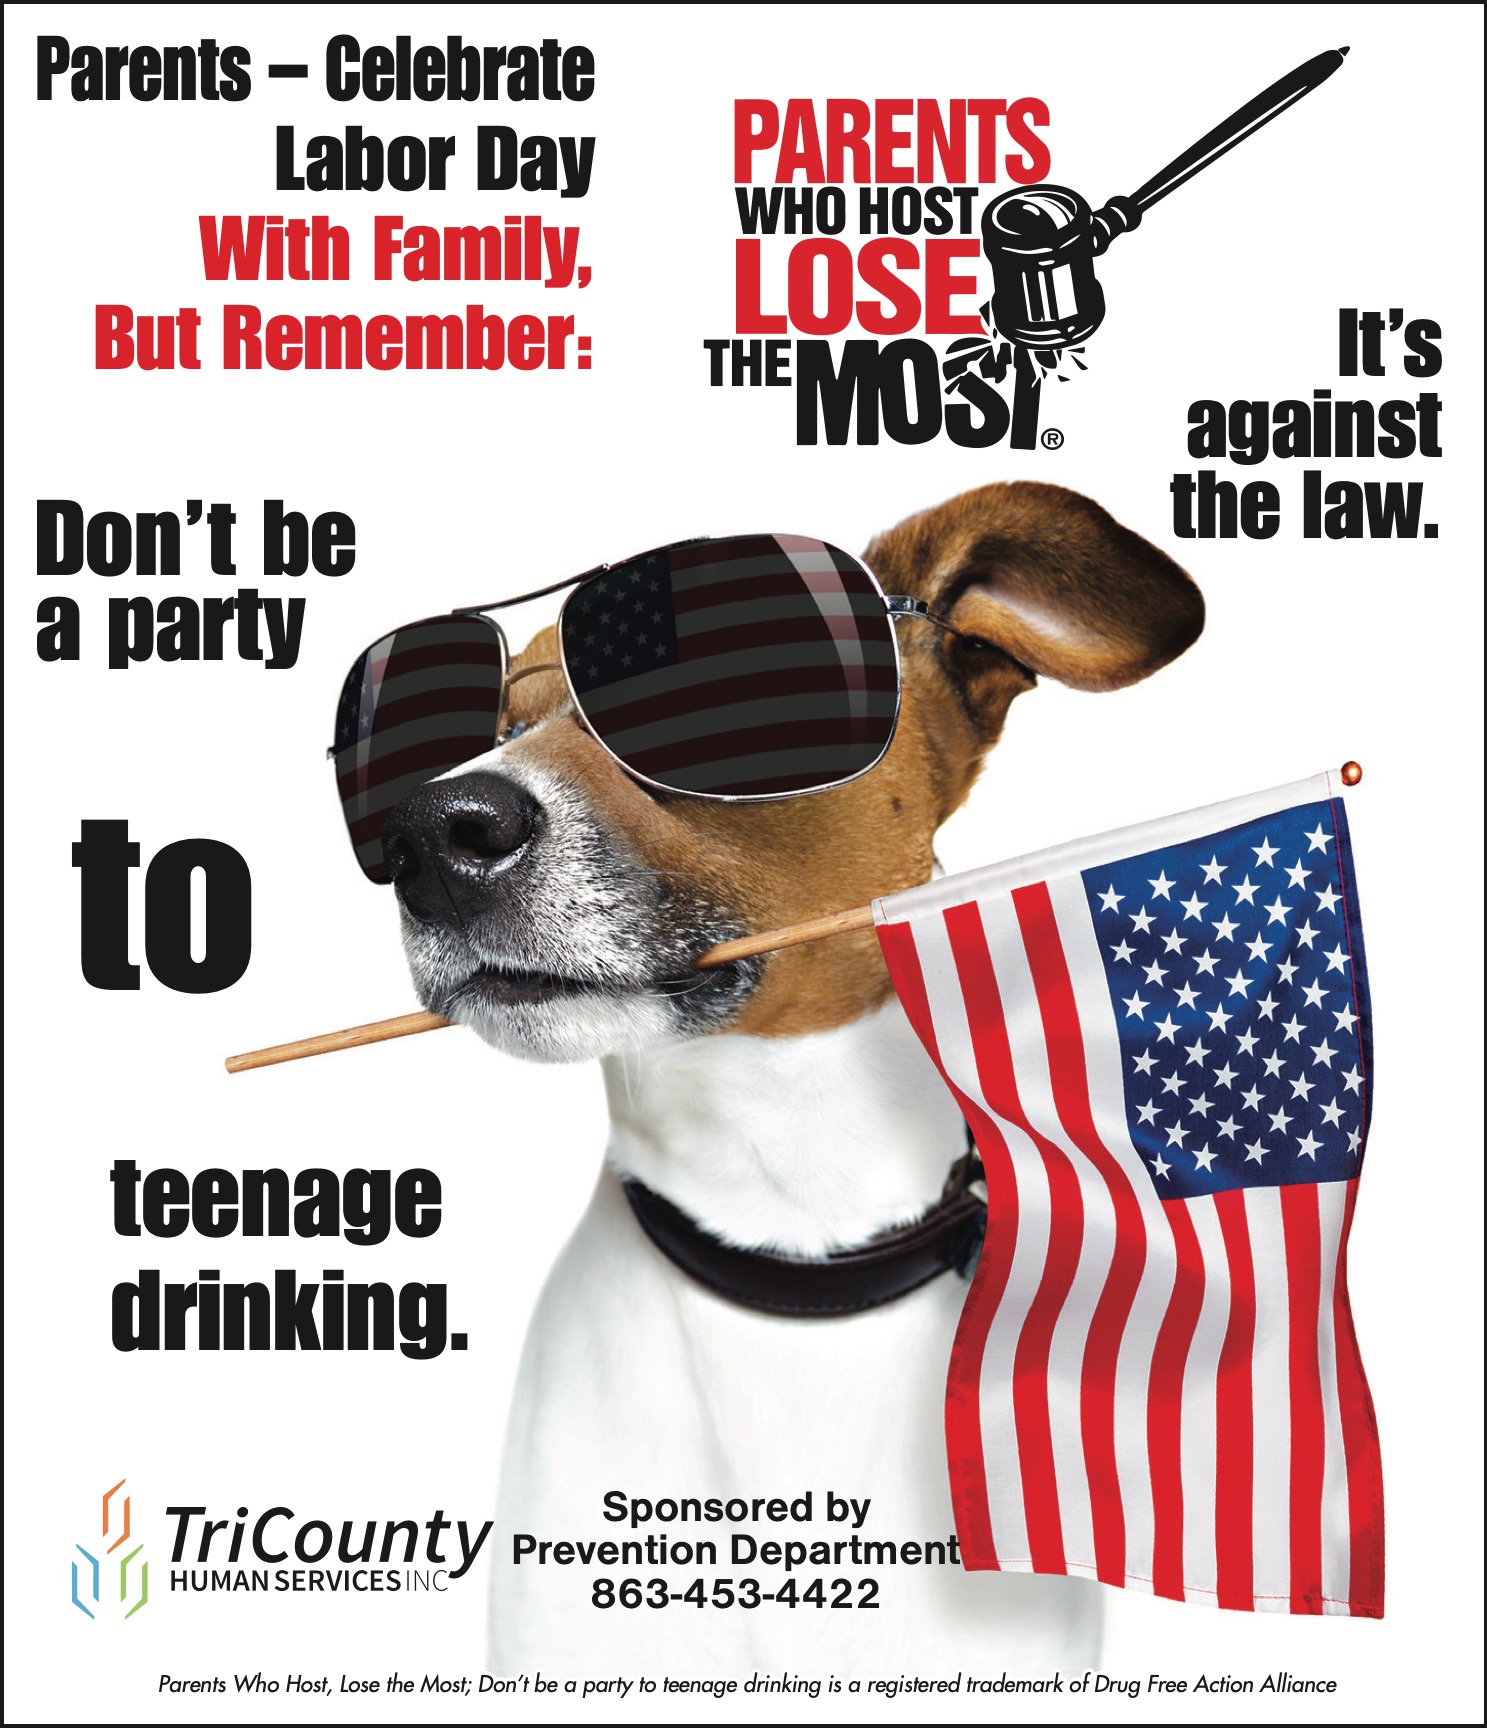 Parents – Celebrate
Labor Day
With Family,
But Remember:
PARENTS
WHO HOST
LOSE
THE MOST®
It's
against
the law.
Don't be
a party
to
teenage
drinking.
TriCounty
HUMAN SERVICES INC
Sponsored by
Prevention Department
863-453-4422
Parents Who Host, Lose the Most; Don't be a party to teenage drinking is a registered trademark of Drug Free Action Alliance